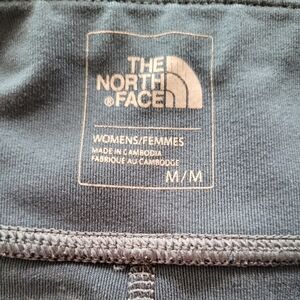 THE
NORTH
®FACE
WOMENS/FEMMES
MADE IN CAMBODIA
FABRIQUE AU CAMBODGE
M/M